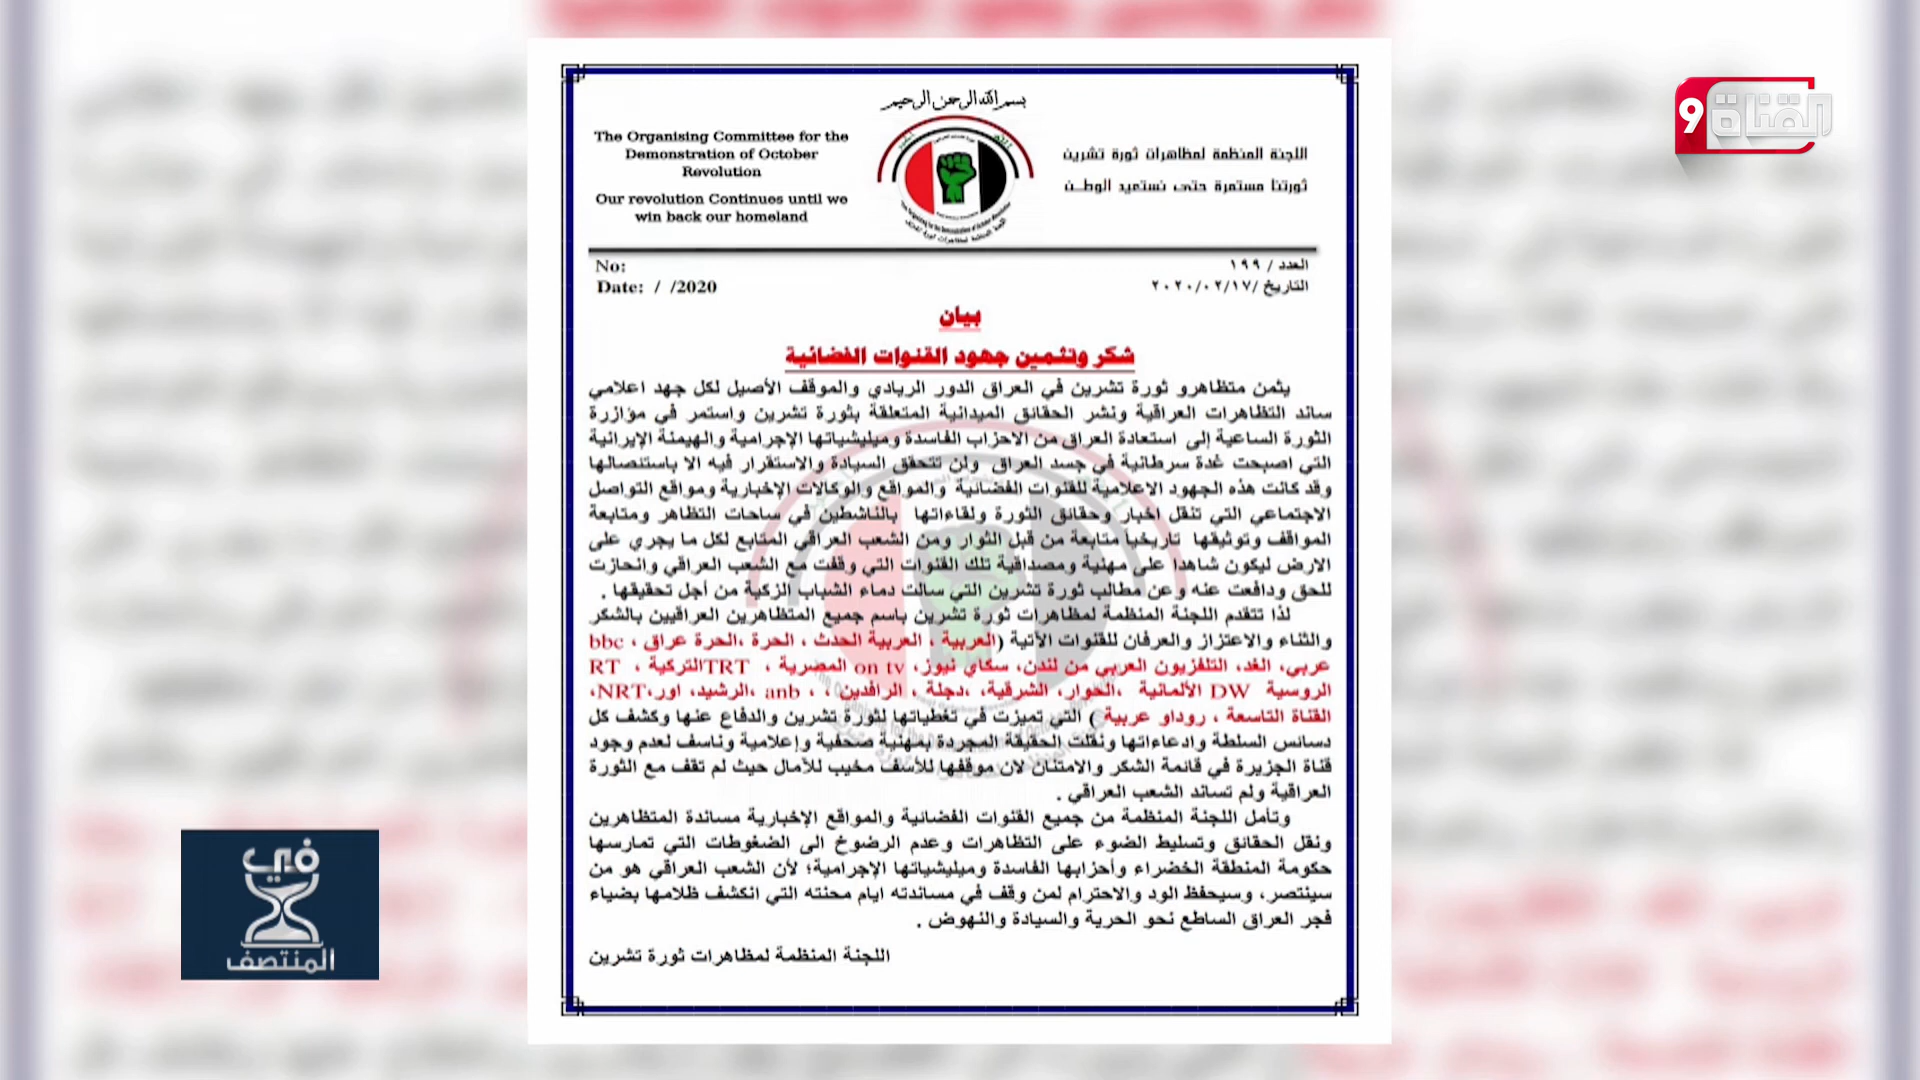 القناة 9
بسم الله الرحمن الرحيم
The Organising Committee for the
Demonstration of October
Revolution
Our revolution Continues until we
win back our homeland
اللجنة المنظمة لمظاهرات ثورة تشرين
ثورتنا مستمرة حتى نستعيد الوطن
No:
Date: / /2020
العدد / ١٩٩
التاريخ /٢٠٢٠/٠٢/١٧
بيان
شكر وتثمين جهود القنوات الفضائية
يثمن متظاهرو ثورة تشرين في العراق الدور الريادي والموقف الأصيل لكل جهد اعلامي
ساند التظاهرات العراقية ونشر الحقائق الميدانية المتعلقة بثورة تشرين واستمر في مؤازرة
الثورة الساعية إلى استعادة العراق من الاحزاب الفاسدة وميليشياتها الإجرامية والهيمنة الإيرانية
التي اصبحت غدة سرطانية في جسد العراق ولن تتحقق السيادة والاستقرار فيه الا باستئصالها
وقد كانت هذه الجهود الاعلامية للقنوات الفضائية والمواقع والوكالات الإخبارية ومواقع التواصل
الاجتماعي التي تنقل اخبار وحقائق الثورة ولقاءاتها بالناشطين في ساحات التظاهر ومتابعة
المواقف وتوثيقها تاريخياً متابعة من قبل الثوار ومن الشعب العراقي المتابع لكل ما يجري على
الارض ليكون شاهدا على مهنية ومصداقية تلك القنوات التي وقفت مع الشعب العراقي وانحازت
للحق ودافعت عنه وعن مطالب ثورة تشرين التي سالت دماء الشباب الزكية من أجل تحقيقها .
لذا تتقدم اللجنة المنظمة لمظاهرات ثورة تشرين باسم جميع المتظاهرين العراقيين بالشكر
والثناء والاعتزاز والعرفان للقنوات الآتية (العربية ، العربية الحدث ، الحرة ،الحرة عراق ، bbc
عربي، الغد، التلفزيون العربي من لندن، سكاي نيوز، on tv المصرية ، TRTالتركية ، RT
الروسية DW الألمانية ،الحوار، الشرقية، ،دجلة ، الرافدين ، ، anb ،الرشيد، اور،NRT،
القناة التاسعة ، روداو عربية ) التي تميزت في تغطياتها لثورة تشرين والدفاع عنها وكشف كل
دسائس السلطة وإدعاءاتها ونقلت الحقيقة المجردة بمهنية صحفية وإعلامية وناسف لعدم وجود
قناة الجزيرة في قائمة الشكر والامتنان لان موقفها للأسف مخيب للآمال حيث لم تقف مع الثورة
العراقية ولم تساند الشعب العراقي .
وتأمل اللجنة المنظمة من جميع القنوات الفضائية والمواقع الإخبارية مساندة المتظاهرين
ونقل الحقائق وتسليط الضوء على التظاهرات وعدم الرضوخ الى الضغوطات التي تمارسها
حكومة المنطقة الخضراء وأحزابها الفاسدة وميليشياتها الإجرامية؛ لأن الشعب العراقي هو من
سينتصر، وسيحفظ الود والاحترام لمن وقف في مساندته ايام محنته التي انكشف ظلامها بضياء
فجر العراق الساطع نحو الحرية والسيادة والنهوض .
اللجنة المنظمة لمظاهرات ثورة تشرين
في
المنتصف